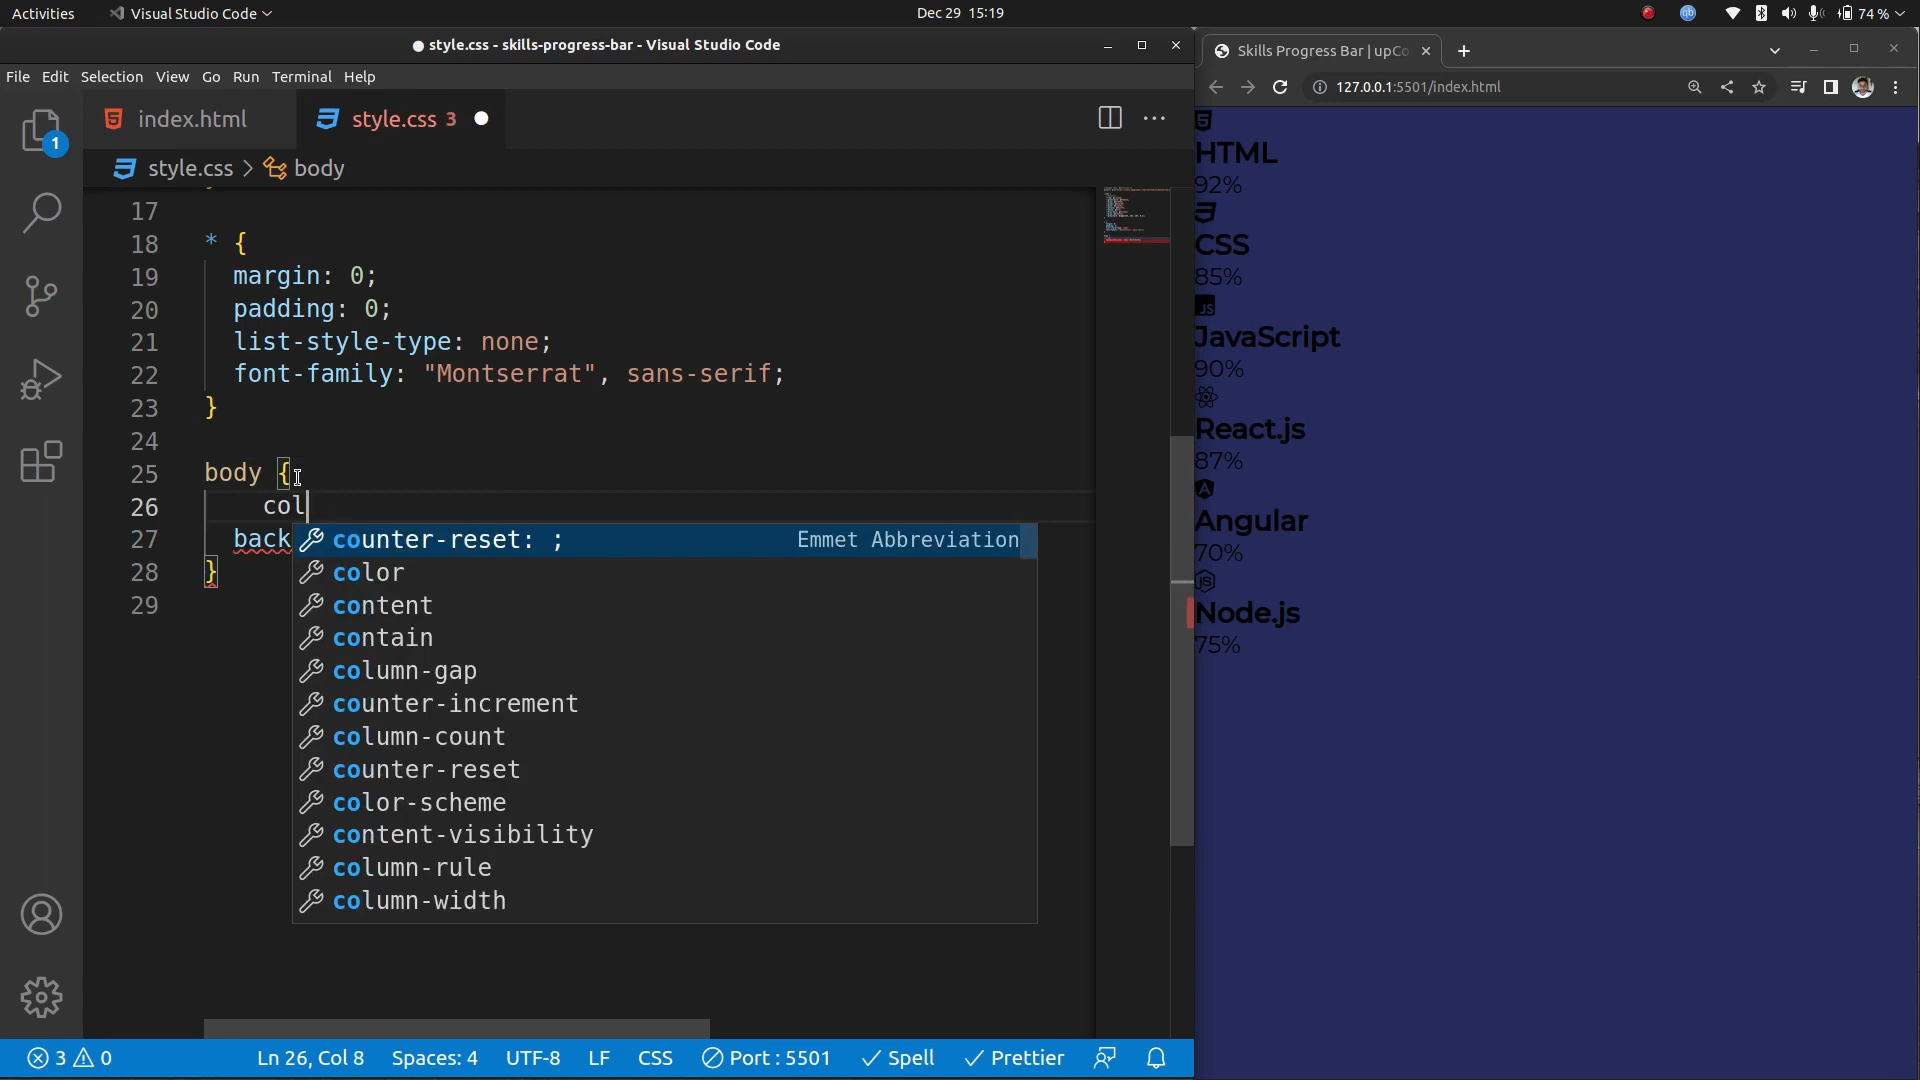 Activities
Visual Studio Code
Dec 29 15:19
74 %
style.css - skills-progress-bar - Visual Studio Code
File Edit Selection View Go Run Terminal Help
1
index.html
style.css 3
style.css > body
17
18 * {
19 margin: 0;
20 padding: 0;
21 list-style-type: none;
22 font-family: "Montserrat", sans-serif;
23 }
24
25 body {
26 col
27 back
28 }
29
counter-reset: ; Emmet Abbreviation
color
content
contain
column-gap
counter-increment
column-count
counter-reset
color-scheme
content-visibility
column-rule
column-width
3 0 Ln 26, Col 8 Spaces: 4 UTF-8 LF CSS Port : 5501 Spell Prettier
Skills Progress Bar | upCo
127.0.0.1:5501/index.html
HTML
92%
CSS
85%
JS
JavaScript
90%
React.js
87%
Angular
70%
Node.js
75%